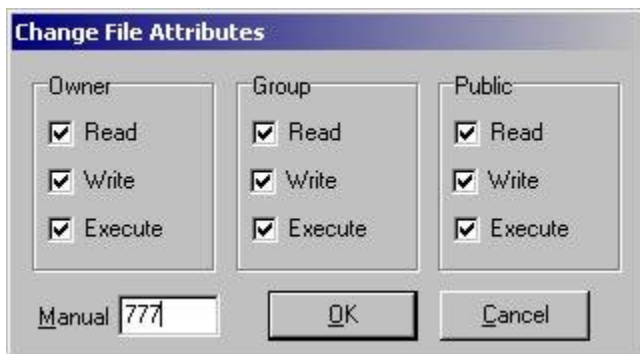 Change File Attributes
Owner Group Public
Read Read Read
Write Write Write
Execute Execute Execute
Manual 777 OK Cancel